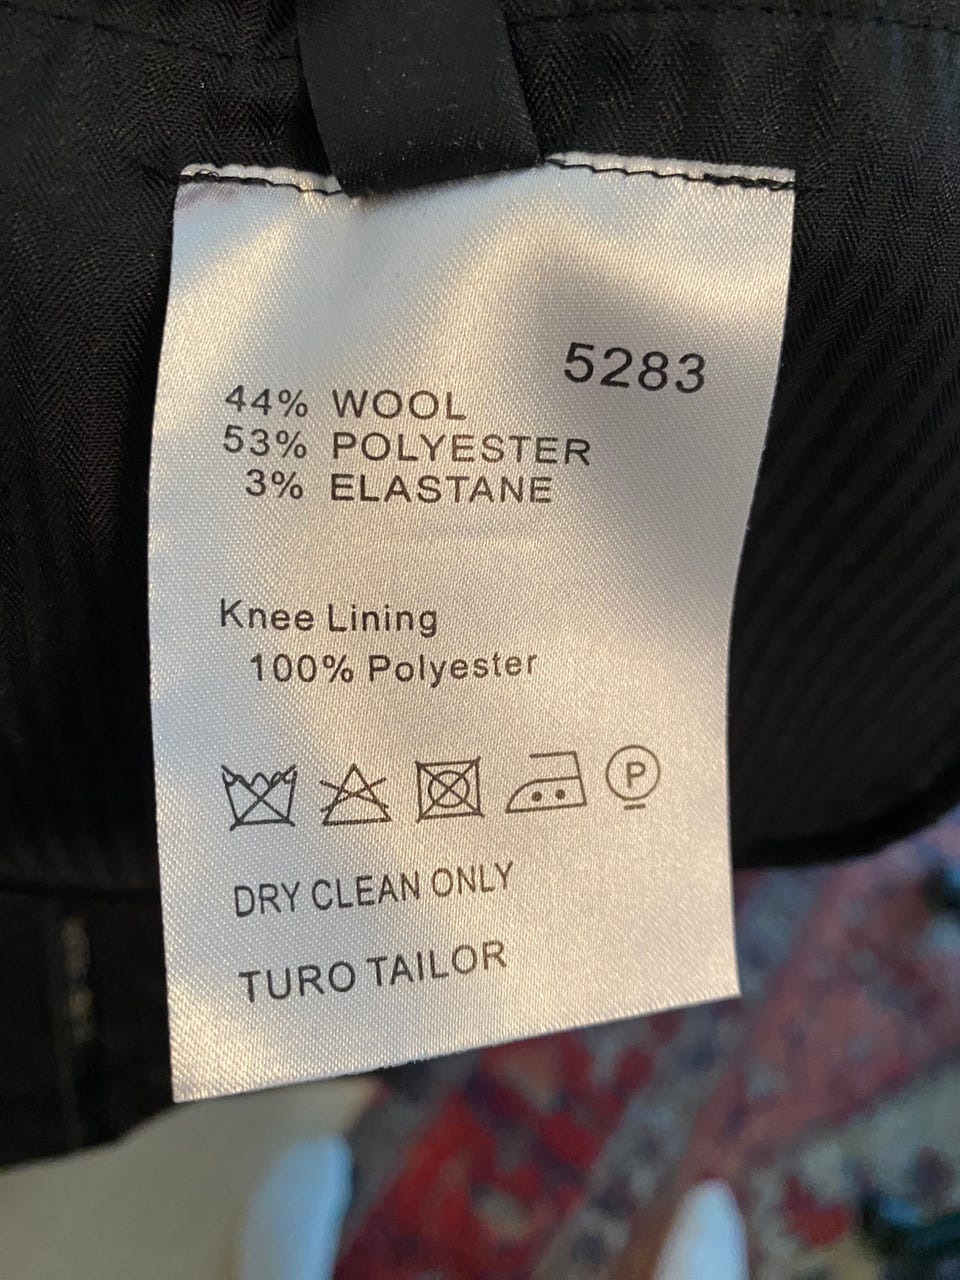 5283
44% WOOL
53% POLYESTER
3% ELASTANE
Knee Lining
100% Polyester
P
DRY CLEAN ONLY
TURO TAILOR